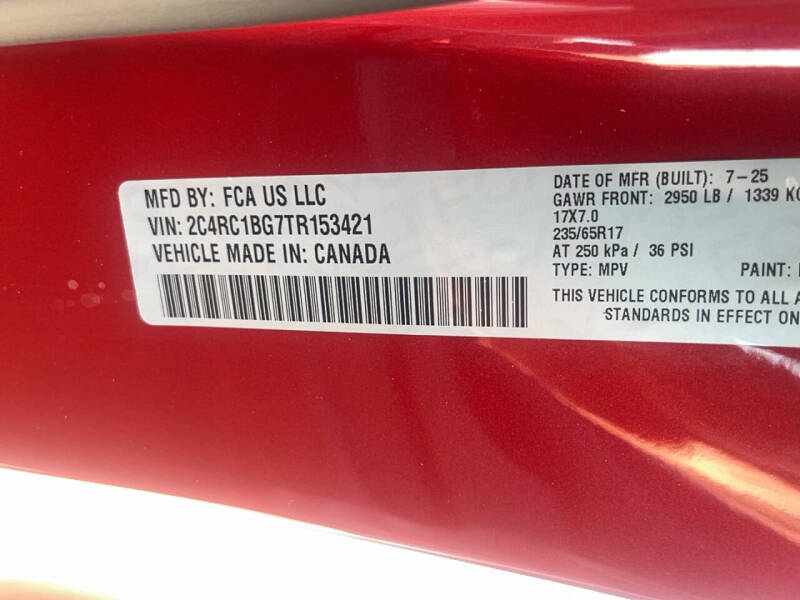 MFD BY: FCA US LLC
VIN: 2C4RC1BG7TR153421
VEHICLE MADE IN: CANADA
DATE OF MFR (BUILT): 7-25
GAWR FRONT: 2950 LB / 1339 KG
17X7.0
235/65R17
AT 250 kPa / 36 PSI
TYPE: MPV PAINT:
THIS VEHICLE CONFORMS TO ALL A
STANDARDS IN EFFECT ON